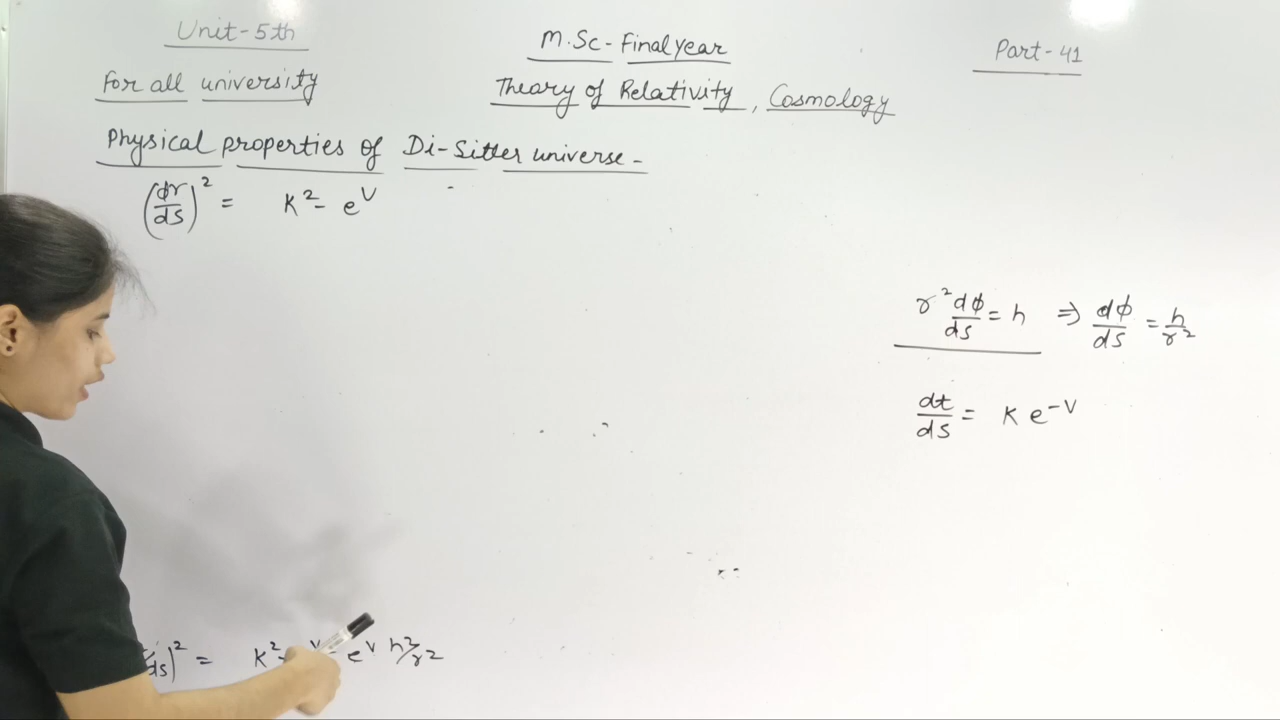 Unit-5th
M.Sc-Final year
Part-41
For all university
Theory of Relativity, Cosmology
Physical properties of Di-Sitter universe-
(dr/ds)² = K² - e^ν
r² dϕ/ds = h ⇒ dϕ/ds = h/r²
dt/ds = K e^-ν
ds)² = K² - ν - e^ν h²/r²